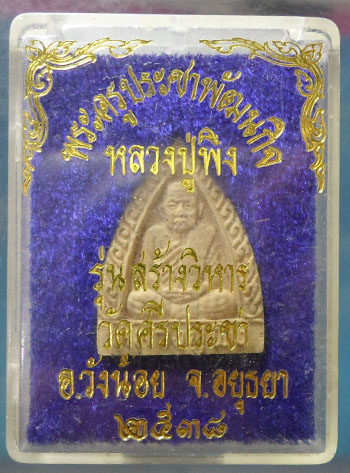 พระครูประชาพัฒนกิจ
หลวงปู่พิง
รุ่น สร้างวิหาร
วัดศรีประชา
อ.วังน้อย จ.อยุธยา
๒๕๓๘